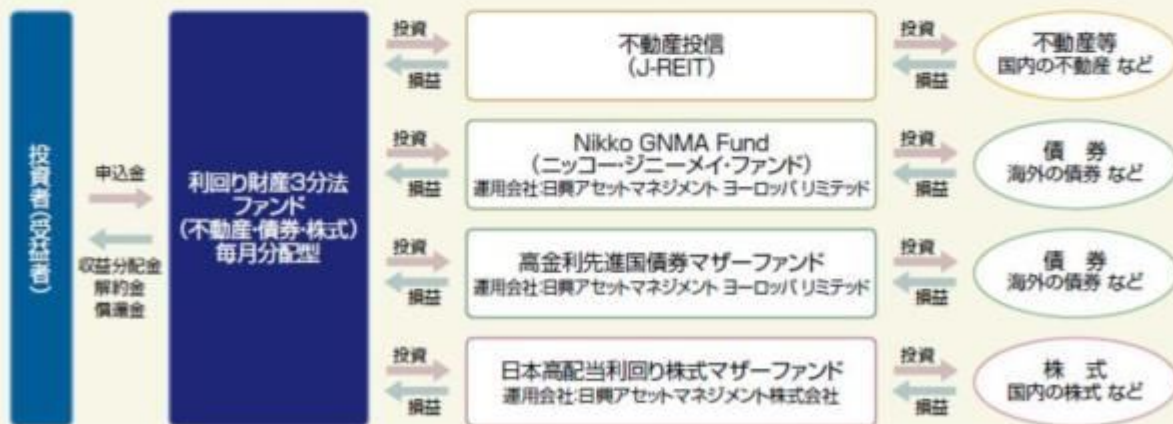 投資者(受益者)
申込金
収益分配金
解約金
償還金
利回り財産3分法
ファンド
(不動産・債券・株式)
毎月分配型
投資
損益
不動産投信
(J-REIT)
投資
損益
不動産等
国内の不動産 など
投資
損益
Nikko GNMA Fund
(ニッコー・ジニーメイ・ファンド)
運用会社:日興アセットマネジメント ヨーロッパ リミテッド
投資
損益
債 券
海外の債券 など
投資
損益
高金利先進国債券マザーファンド
運用会社:日興アセットマネジメント ヨーロッパ リミテッド
投資
損益
債 券
海外の債券 など
投資
損益
日本高配当利回り株式マザーファンド
運用会社:日興アセットマネジメント株式会社
投資
損益
株 式
国内の株式 など